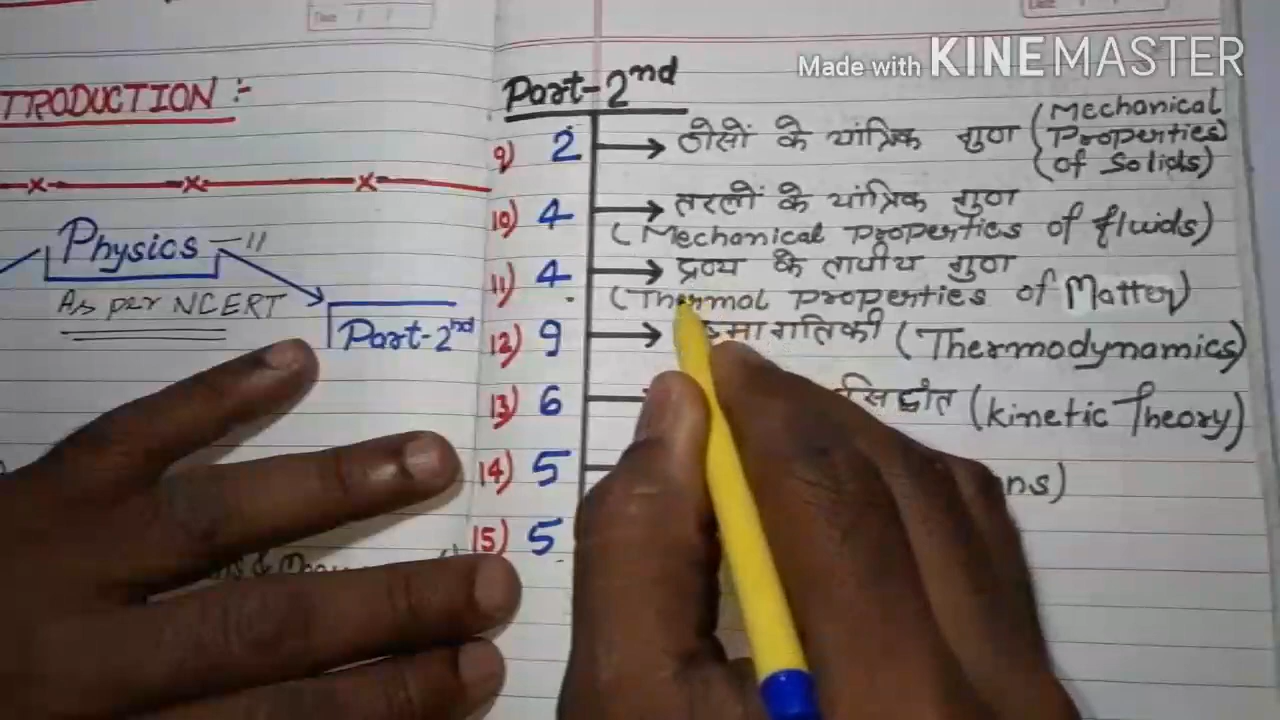 Made with KINEMASTER
TRODUCTION :-
Part-2nd
9) 2 → ठोसों के यांत्रिक गुण (Mechanical
Properties
of Solids)
10) 4 → तरलों के यांत्रिक गुण
(Mechanical properties of fluids)
11) 4 → द्रव्य के तापीय गुण
(Thermal properties of Matter)
12) 9 → गतिकी (Thermodynamics)
13) 6 सिद्धांत (Kinetic Theory)
14) 5 ns)
15) 5
Physics
As per NCERT
Part-2nd